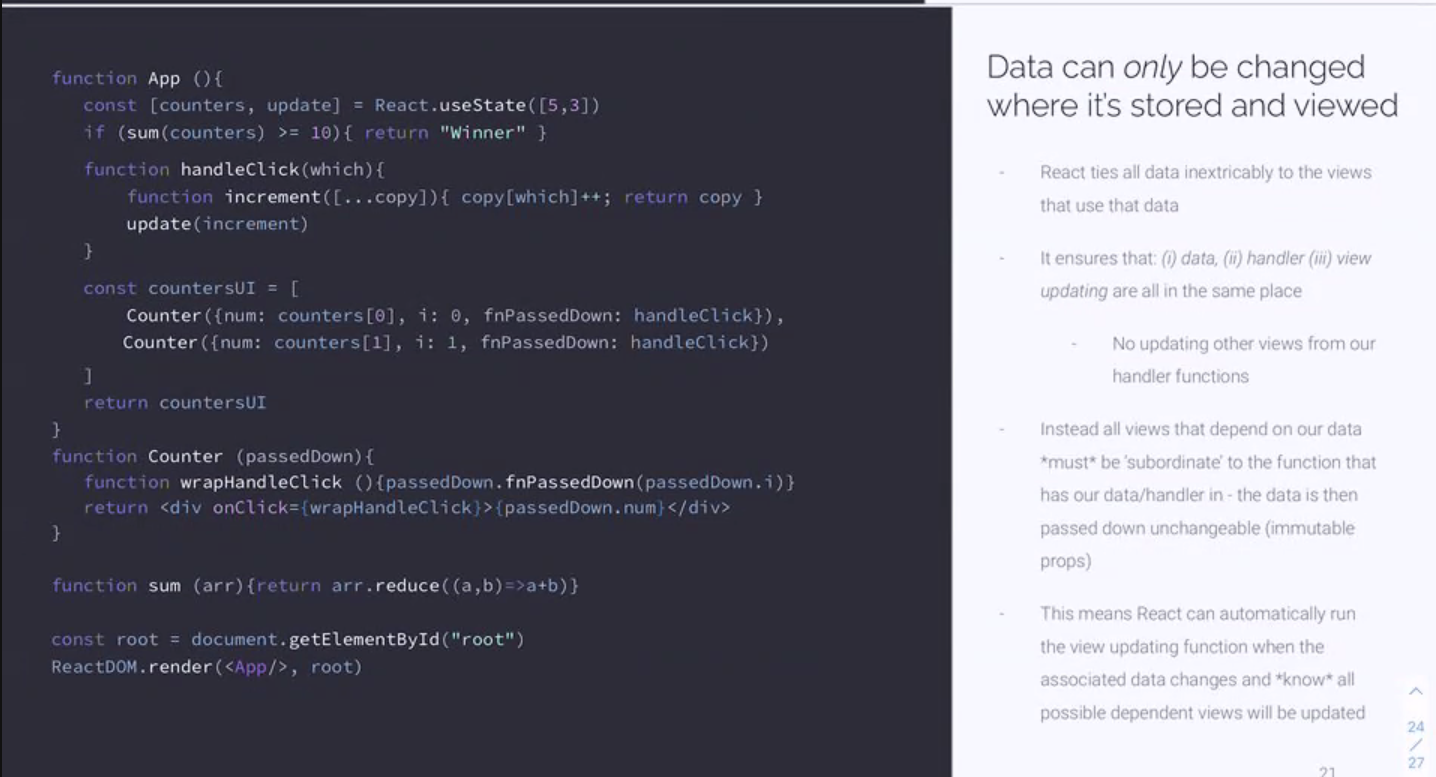 function App (){
const [counters, update] = React.useState([5,3])
if (sum(counters) >= 10){ return "Winner" }
function handleClick(which){
function increment([...copy]){ copy[which]++; return copy }
update(increment)
}
const countersUI = [
Counter({num: counters[0], i: 0, fnPassedDown: handleClick}),
Counter({num: counters[1], i: 1, fnPassedDown: handleClick})
]
return countersUI
}
function Counter (passedDown){
function wrapHandleClick (){passedDown.fnPassedDown(passedDown.i)}
return <div onClick={wrapHandleClick}>{passedDown.num}</div>
}
function sum (arr){return arr.reduce((a,b)=>a+b)}
const root = document.getElementById("root")
ReactDOM.render(<App/>, root)
Data can only be changed
where it's stored and viewed
- React ties all data inextricably to the views
that use that data
- It ensures that: (i) data, (ii) handler (iii) view
updating are all in the same place
- No updating other views from our
handler functions
- Instead all views that depend on our data
*must* be 'subordinate' to the function that
has our data/handler in - the data is then
passed down unchangeable (immutable
props)
- This means React can automatically run
the view updating function when the
associated data changes and *know* all
possible dependent views will be updated
24
/
27
21